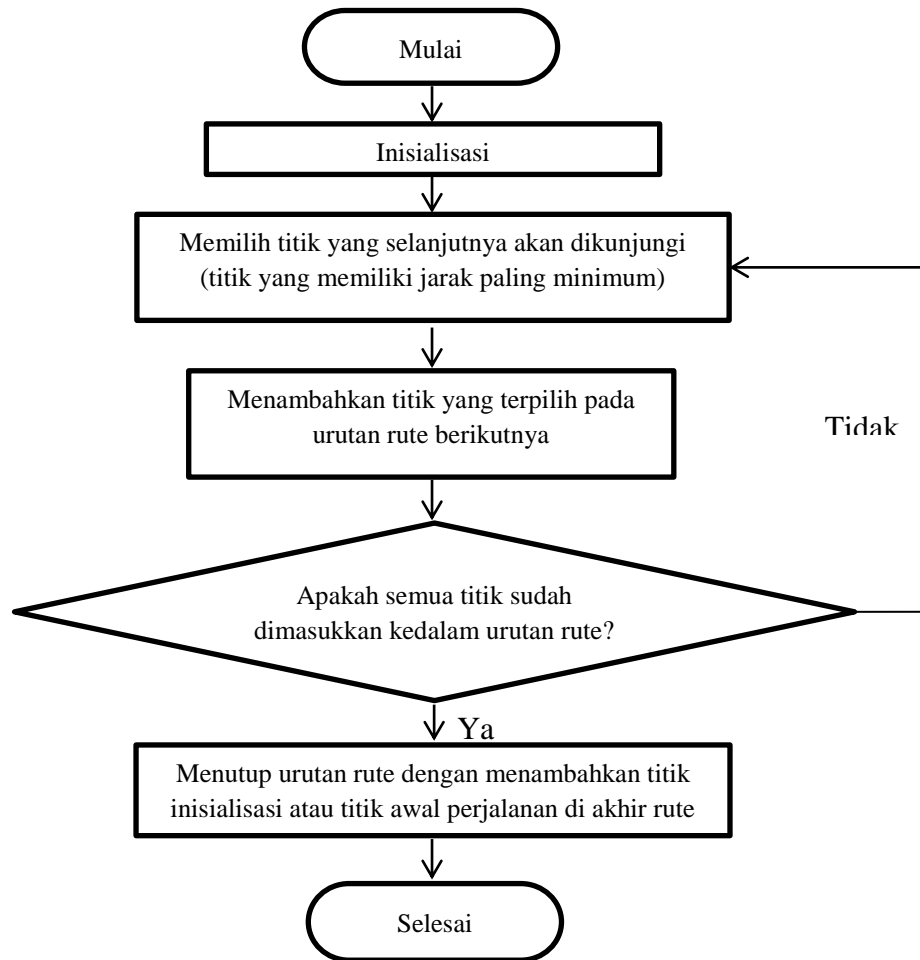 Mulai
Inisialisasi
Memilih titik yang selanjutnya akan dikunjungi
(titik yang memiliki jarak paling minimum)
Menambahkan titik yang terpilih pada
urutan rute berikutnya
Tidak
Apakah semua titik sudah
dimasukkan kedalam urutan rute?
Ya
Menutup urutan rute dengan menambahkan titik
inisialisasi atau titik awal perjalanan di akhir rute
Selesai